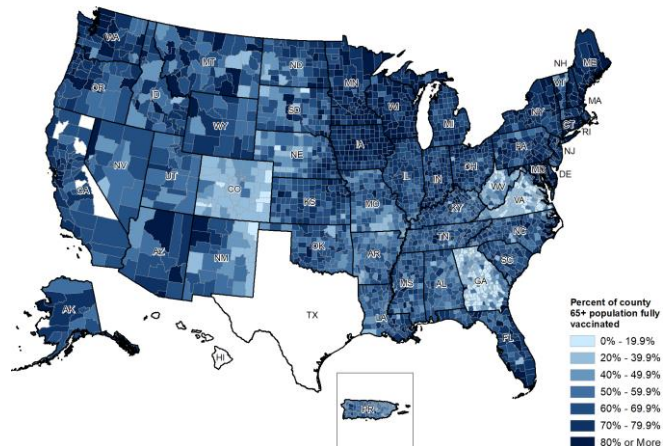 WA
MT
ND
MN
ME
NH
VT
OR
ID
SD
WI
NY
MA
WY
MI
CT
RI
IA
NE
PA
NJ
NV
OH
MD
DE
UT
IL
IN
CA
CO
WV
VA
KS
MO
KY
NC
TN
AZ
NM
OK
AR
SC
MS
AL
GA
TX
LA
AK
FL
HI
PR
Percent of county
65+ population fully
vaccinated
0% - 19.9%
20% - 39.9%
40% - 49.9%
50% - 59.9%
60% - 69.9%
70% - 79.9%
80% or More